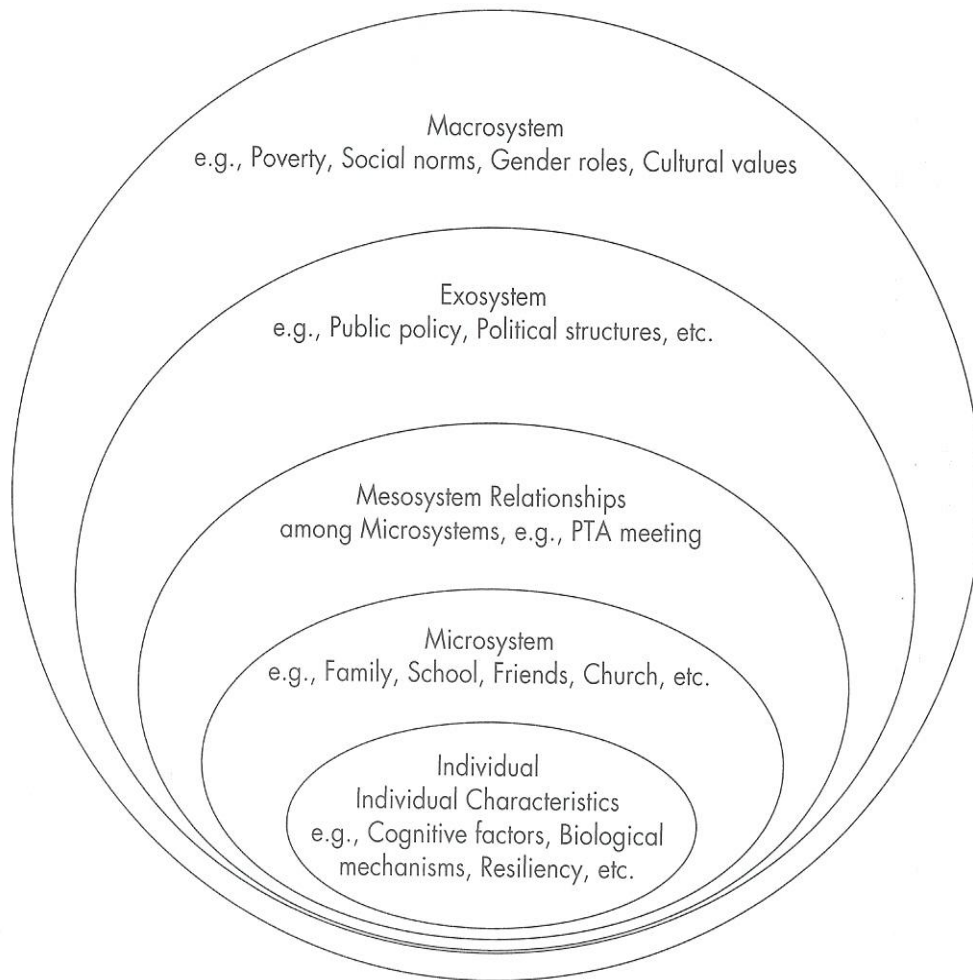 Macrosystem
e.g., Poverty, Social norms, Gender roles, Cultural values
Exosystem
e.g., Public policy, Political structures, etc.
Mesosystem Relationships
among Microsystems, e.g., PTA meeting
Microsystem
e.g., Family, School, Friends, Church, etc.
Individual
Individual Characteristics
e.g., Cognitive factors, Biological
mechanisms, Resiliency, etc.